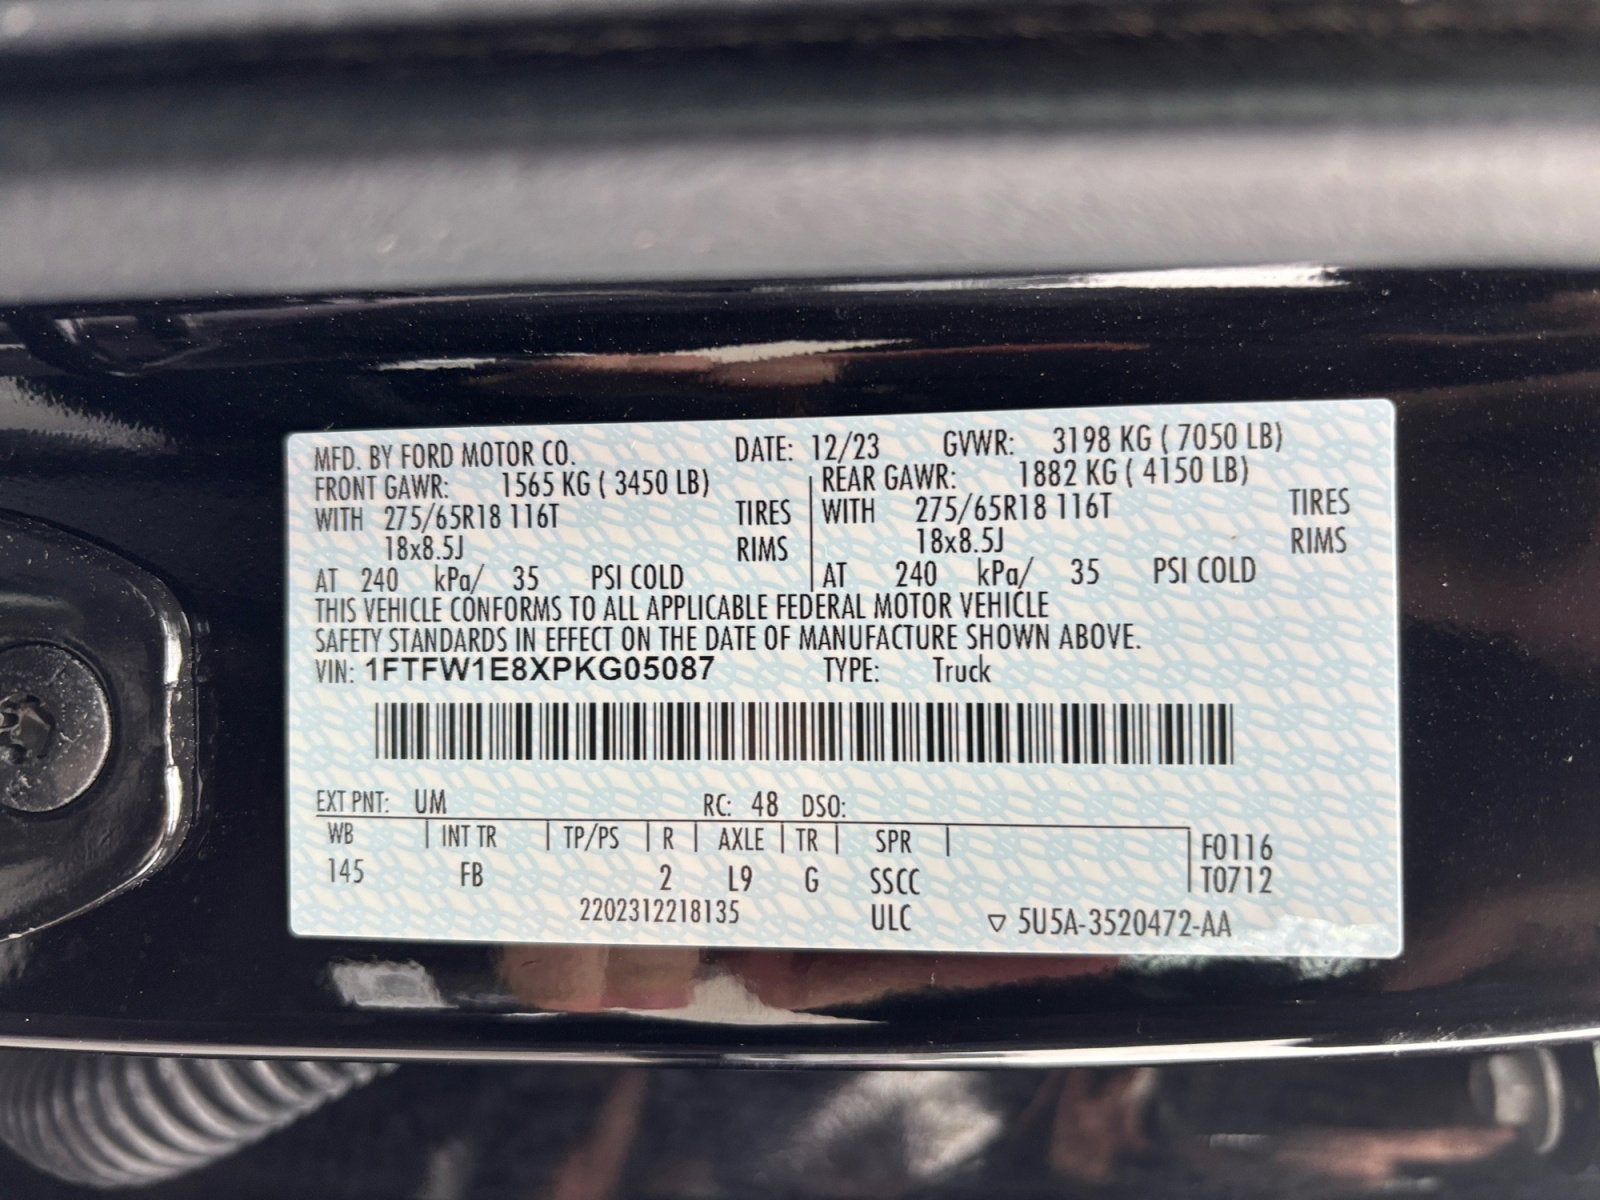 MFD. BY FORD MOTOR CO. DATE: 12/23 GVWR: 3198 KG ( 7050 LB)
FRONT GAWR: 1565 KG ( 3450 LB) REAR GAWR: 1882 KG ( 4150 LB)
WITH 275/65R18 116T TIRES WITH 275/65R18 116T TIRES
18x8.5J RIMS 18x8.5J RIMS
AT 240 kPa/ 35 PSI COLD AT 240 kPa/ 35 PSI COLD
THIS VEHICLE CONFORMS TO ALL APPLICABLE FEDERAL MOTOR VEHICLE
SAFETY STANDARDS IN EFFECT ON THE DATE OF MANUFACTURE SHOWN ABOVE.
VIN: 1FTFW1E8XPKG05087 TYPE: Truck
EXT PNT: UM RC: 48 DSO:
WB INT TR TP/PS R AXLE TR SPR F0116
145 FB 2 L9 G SSCC T0712
2202312218135 ULC ▽ 5U5A-3520472-AA